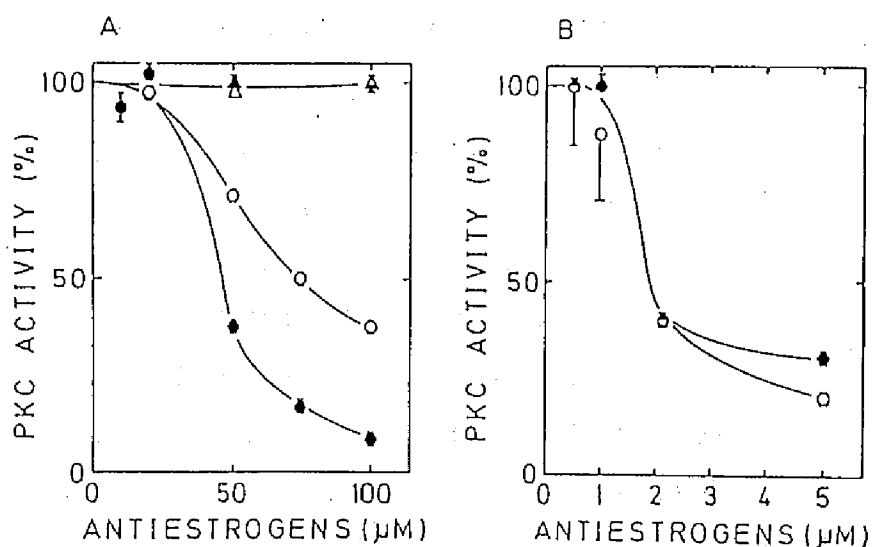 A
PKC ACTIVITY (%)
100
50
0
0 50 100
ANTIESTROGENS (μM)
B
PKC ACTIVITY (%)
100
50
0
0 1 2 3 4 5
ANTIESTROGENS (μM)